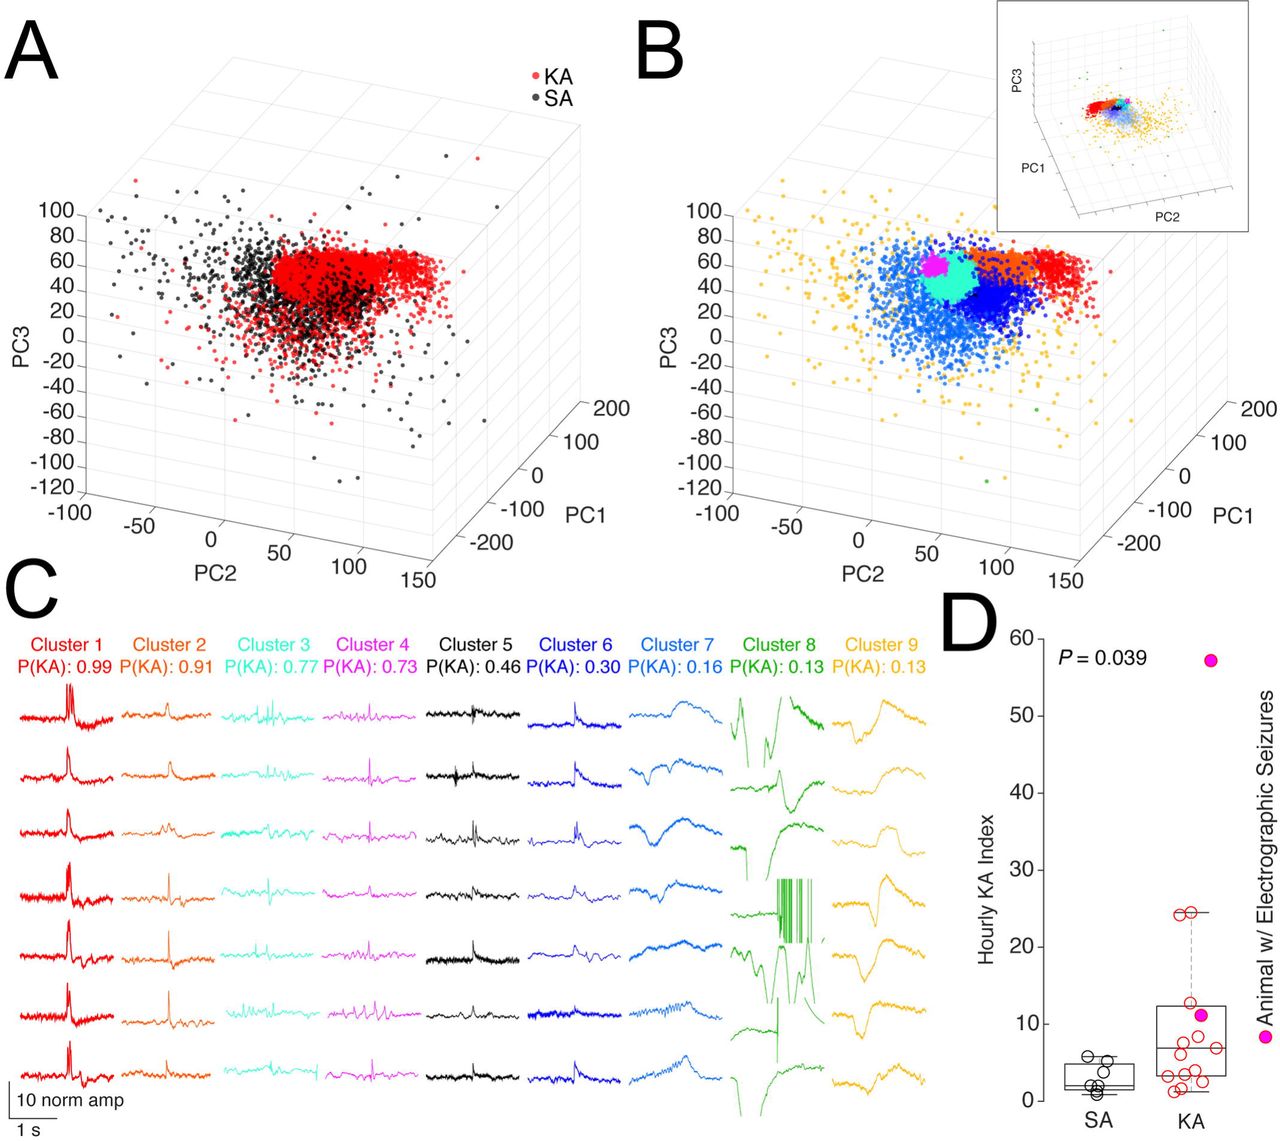 A
KA
SA
100
80
60
40
20
0
-20
-40
-60
-80
-100
-120
PC3
-100
-50
0
50
100
150
PC2
-200
-100
0
100
200
PC1
B
PC3
PC1
PC2
100
80
60
40
20
0
-20
-40
-60
-80
-100
-120
PC3
-100
-50
0
50
100
150
PC2
-200
-100
0
100
200
PC1
C
Cluster 1 Cluster 2 Cluster 3 Cluster 4 Cluster 5 Cluster 6 Cluster 7 Cluster 8 Cluster 9
P(KA): 0.99 P(KA): 0.91 P(KA): 0.77 P(KA): 0.73 P(KA): 0.46 P(KA): 0.30 P(KA): 0.16 P(KA): 0.13 P(KA): 0.13
10 norm amp
1 s
D
P = 0.039
60
50
40
30
20
10
0
Hourly KA Index
SA
KA
Animal w/ Electrographic Seizures